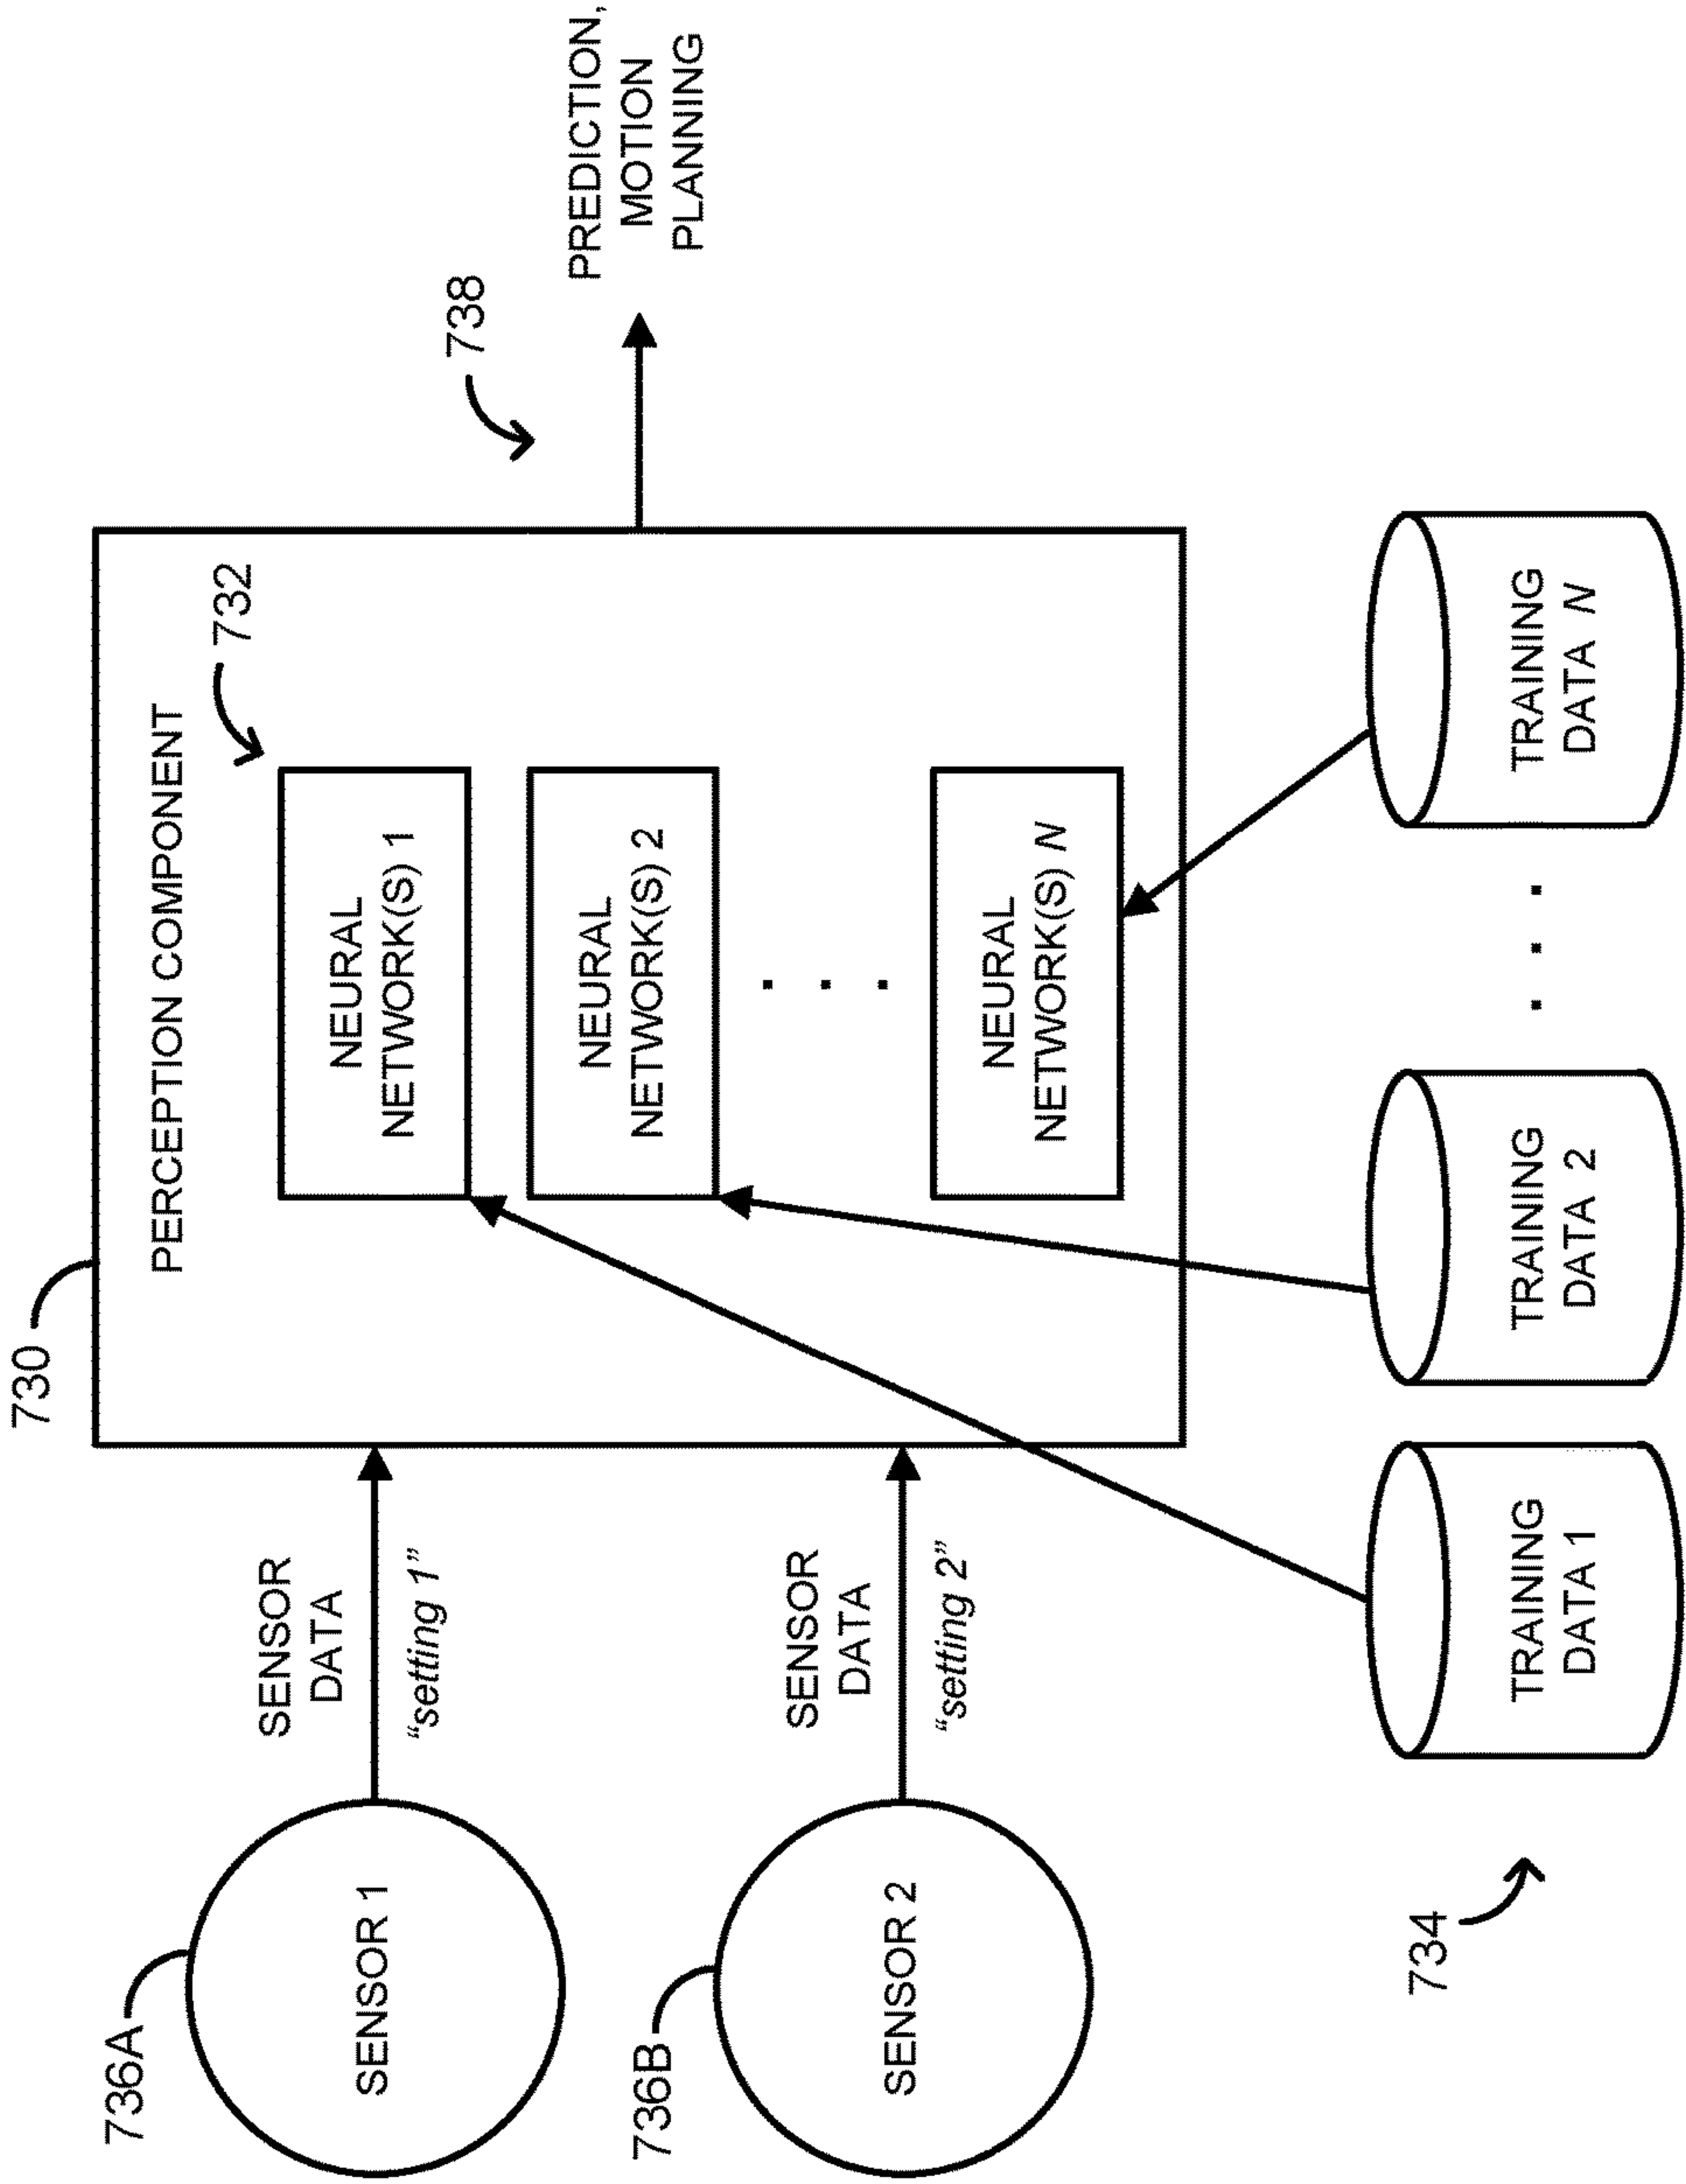 730
PERCEPTION COMPONENT
732
736A
SENSOR 1
SENSOR
DATA
"setting 1"
NEURAL
NETWORK(S) 1
738
PREDICTION,
MOTION
PLANNING
736B
SENSOR 2
SENSOR
DATA
"setting 2"
NEURAL
NETWORK(S) 2
. . .
NEURAL
NETWORK(S) N
734
TRAINING
DATA 1
TRAINING
DATA 2
. . .
TRAINING
DATA N